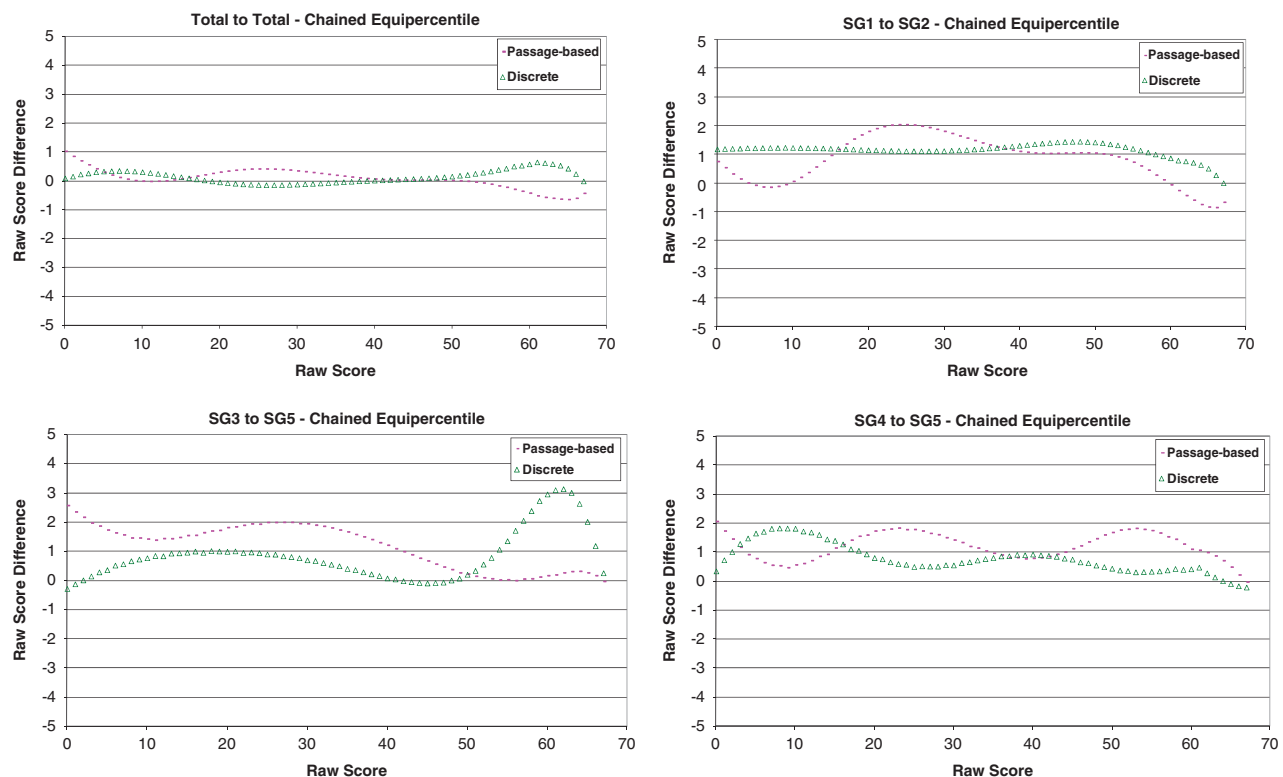 Total to Total - Chained Equipercentile
5
4
3
2
1
0
-1
-2
-3
-4
-5
Raw Score Difference
Passage-based
Discrete
0 10 20 30 40 50 60 70
Raw Score
SG1 to SG2 - Chained Equipercentile
5
4
3
2
1
0
-1
-2
-3
-4
-5
Raw Score Difference
Passage-based
Discrete
0 10 20 30 40 50 60 70
Raw Score
SG3 to SG5 - Chained Equipercentile
5
4
3
2
1
0
-1
-2
-3
-4
-5
Raw Score Difference
Passage-based
Discrete
0 10 20 30 40 50 60 70
Raw Score
SG4 to SG5 - Chained Equipercentile
5
4
3
2
1
0
-1
-2
-3
-4
-5
Raw Score Difference
Passage-based
Discrete
0 10 20 30 40 50 60 70
Raw Score